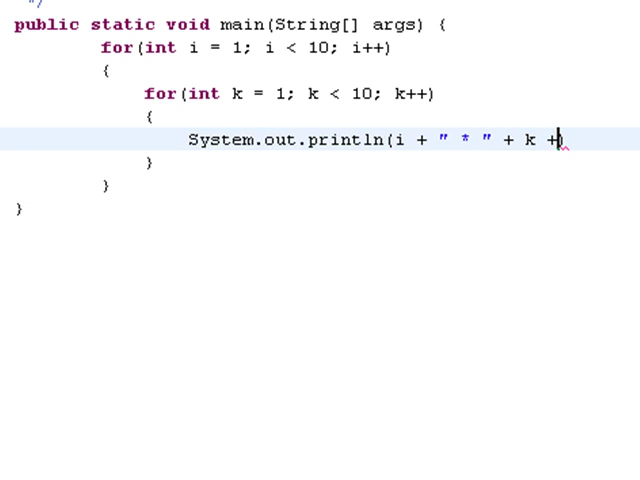 */
public static void main(String[] args) {
for(int i = 1; i < 10; i++)
{
for(int k = 1; k < 10; k++)
{
System.out.println(i + " * " + k +)
}
}
}